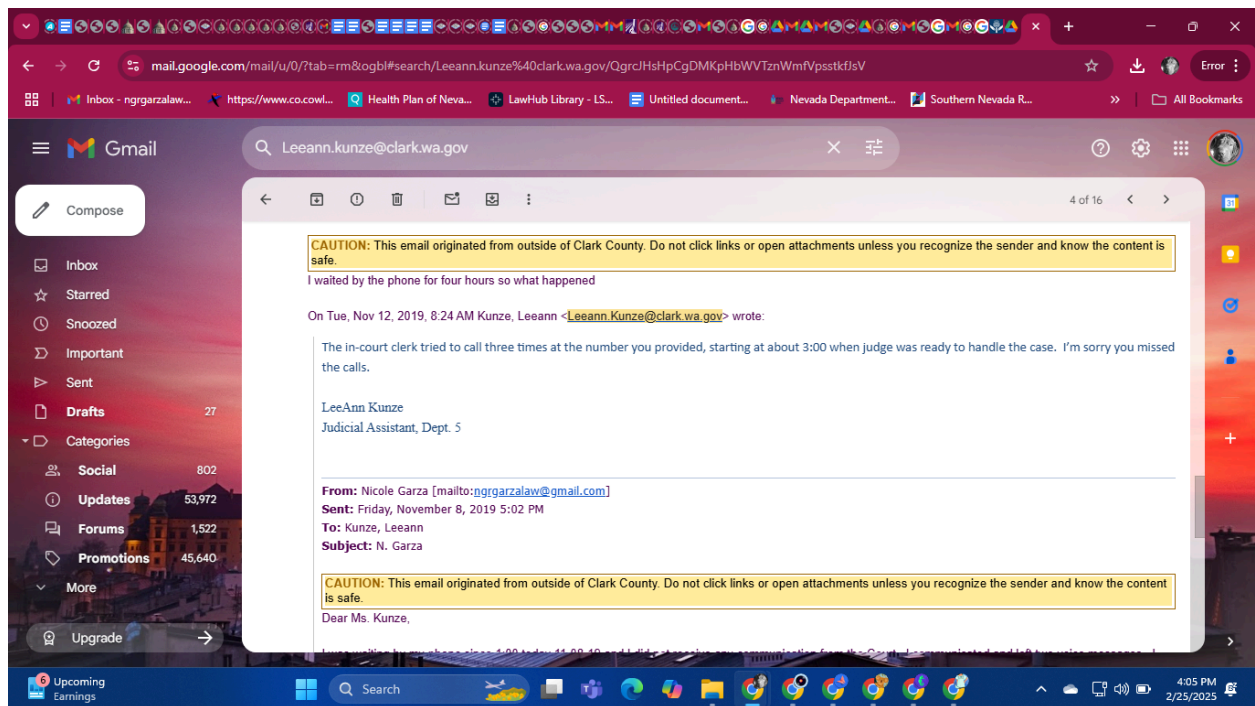 mail.google.com/mail/u/0/?tab=rm&ogbl#search/Leeann.kunze%40clark.wa.gov/QgrcJHsHpCgDMKpHbWVTznWmfVpsstkfJsV
Error
Inbox - ngrgarzalaw...
https://www.co.cowl...
Health Plan of Neva...
LawHub Library - LS...
Untitled document...
Nevada Department...
Southern Nevada R...
All Bookmarks
Gmail
Leeann.kunze@clark.wa.gov
Compose
4 of 16
Inbox
Starred
Snoozed
Important
Sent
Drafts 27
Categories
Social 802
Updates 53,972
Forums 1,522
Promotions 45,640
More
Upgrade
CAUTION: This email originated from outside of Clark County. Do not click links or open attachments unless you recognize the sender and know the content is
safe.
I waited by the phone for four hours so what happened
On Tue, Nov 12, 2019, 8:24 AM Kunze, Leeann <Leeann.Kunze@clark.wa.gov> wrote:
The in-court clerk tried to call three times at the number you provided, starting at about 3:00 when judge was ready to handle the case. I'm sorry you missed
the calls.
LeeAnn Kunze
Judicial Assistant, Dept. 5
From: Nicole Garza [mailto:ngrgarzalaw@gmail.com]
Sent: Friday, November 8, 2019 5:02 PM
To: Kunze, Leeann
Subject: N. Garza
CAUTION: This email originated from outside of Clark County. Do not click links or open attachments unless you recognize the sender and know the content
is safe.
Dear Ms. Kunze,
6
Upcoming
Earnings
Search
4:05 PM
2/25/2025